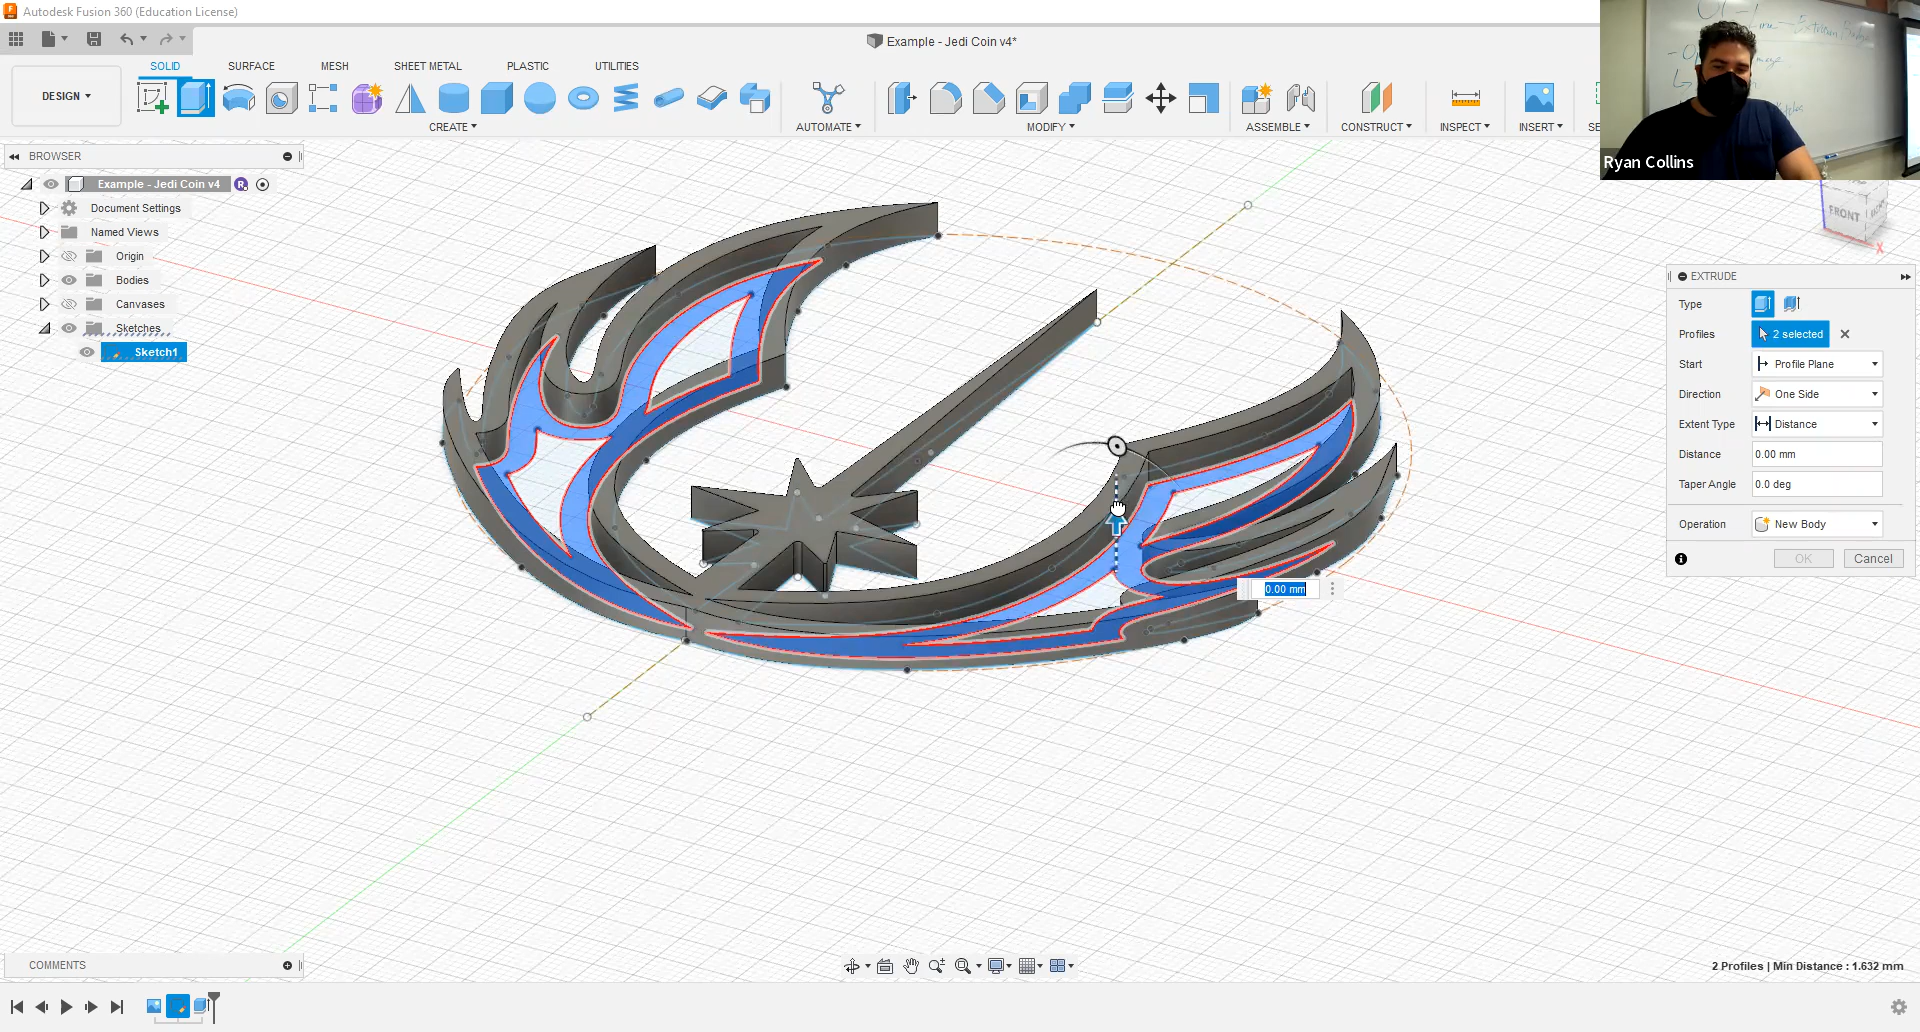 Autodesk Fusion 360 (Education License)
Example - Jedi Coin v4*
SOLID SURFACE MESH SHEET METAL PLASTIC UTILITIES
DESIGN
CREATE AUTOMATE MODIFY ASSEMBLE CONSTRUCT INSPECT INSERT SE
Ryan Collins
BROWSER
Example - Jedi Coin v4
Document Settings
Named Views
Origin
Bodies
Canvases
Sketches
Sketch1
FRONT
X
EXTRUDE
Type
Profiles 2 selected
Start Profile Plane
Direction One Side
Extent Type Distance
Distance 0.00 mm
Taper Angle 0.0 deg
Operation New Body
OK Cancel
0.00 mm
COMMENTS
2 Profiles | Min Distance : 1.632 mm